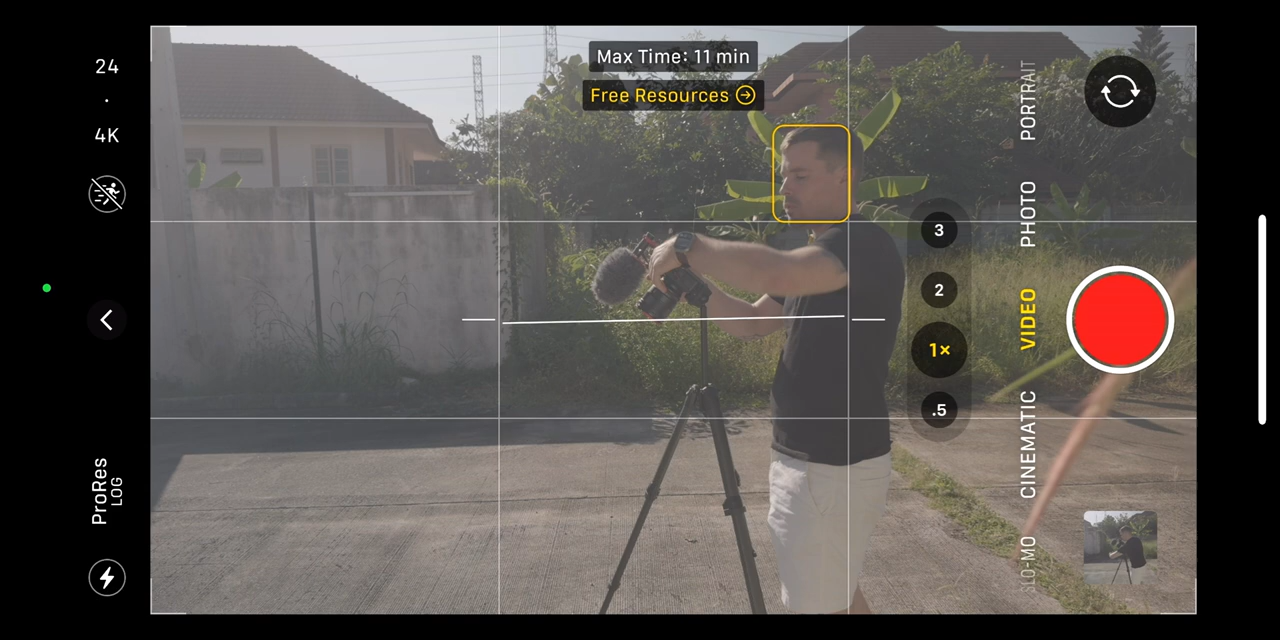 24
4K
ProRes
LOG
Max Time: 11 min
Free Resources
3
2
1×
.5
PORTRAIT
PHOTO
VIDEO
CINEMATIC
SLO-MO